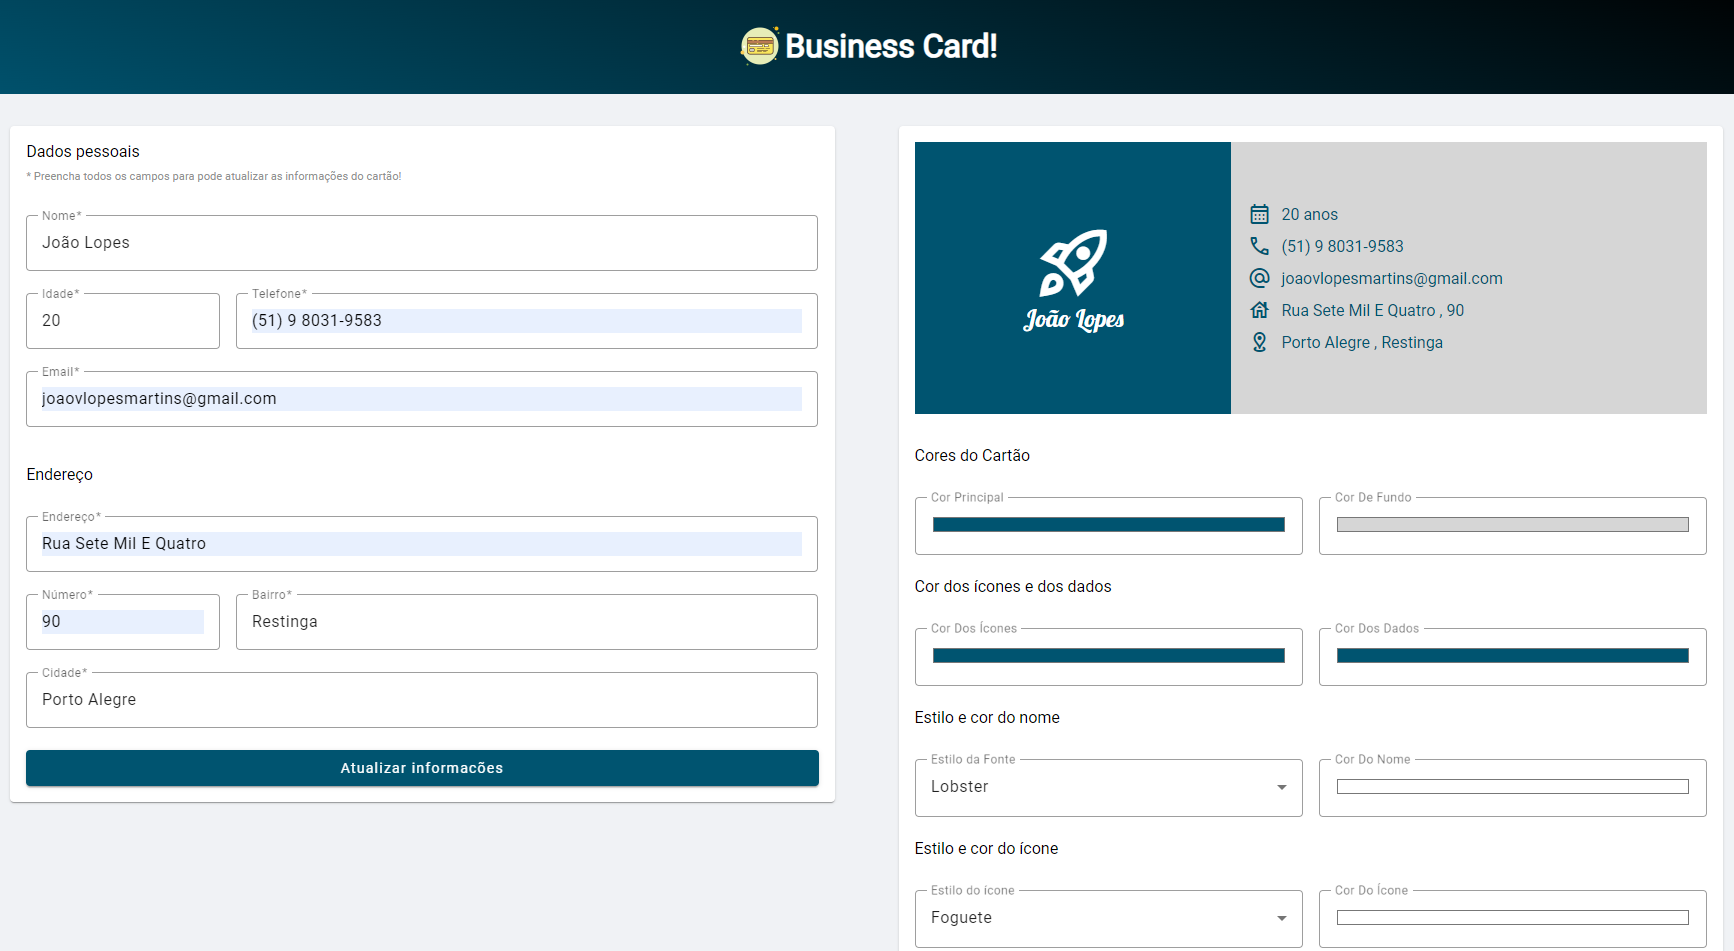 Business Card!
Dados pessoais
* Preencha todos os campos para pode atualizar as informações do cartão!
Nome*
João Lopes
Idade*
20
Telefone*
(51) 9 8031-9583
Email*
joaovlopesmartins@gmail.com
Endereço
Endereço*
Rua Sete Mil E Quatro
Número*
90
Bairro*
Restinga
Cidade*
Porto Alegre
Atualizar informacões
João Lopes
20 anos
(51) 9 8031-9583
joaovlopesmartins@gmail.com
Rua Sete Mil E Quatro , 90
Porto Alegre , Restinga
Cores do Cartão
Cor Principal
Cor De Fundo
Cor dos ícones e dos dados
Cor Dos Ícones
Cor Dos Dados
Estilo e cor do nome
Estilo da Fonte
Lobster
Cor Do Nome
Estilo e cor do ícone
Estilo do ícone
Foguete
Cor Do Ícone